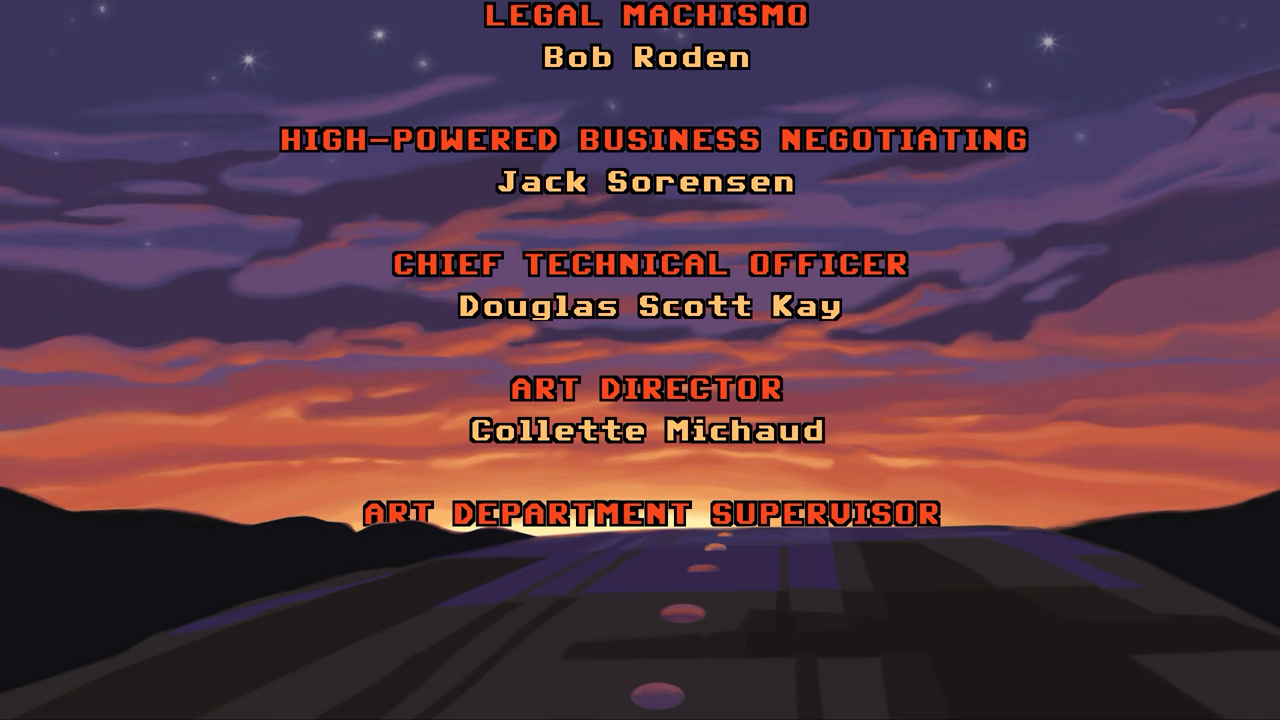 LEGAL MACHISMO
Bob Roden
HIGH-POWERED BUSINESS NEGOTIATING
Jack Sorensen
CHIEF TECHNICAL OFFICER
Douglas Scott Kay
ART DIRECTOR
Collette Michaud
ART DEPARTMENT SUPERVISOR